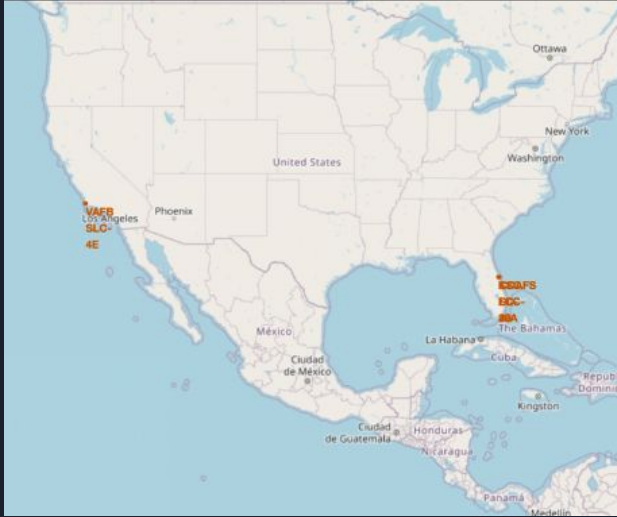 Ottawa
New York
Washington
United States
VAFB
Los Angeles
SLC-
4E
Phoenix
The Bahamas
La Habana
Cuba
México
Ciudad
de México
Kingston
Ciudad
de Guatemala
Honduras
Nicaragua
Panamá
Medellín